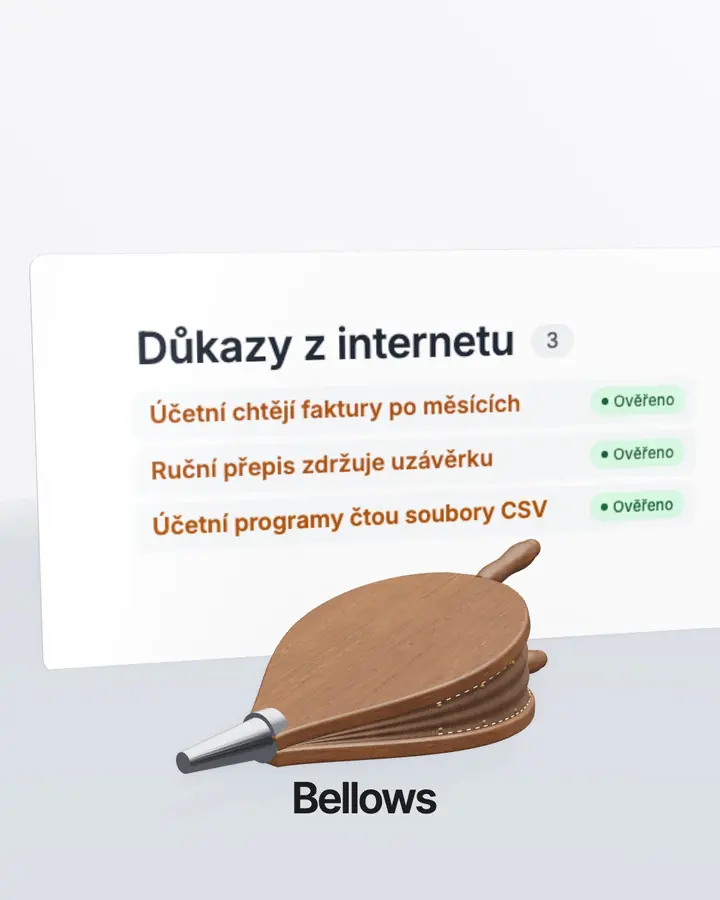 Důkazy z internetu 3
Účetní chtějí faktury po měsících Ověřeno
Ruční přepis zdržuje uzávěrku Ověřeno
Účetní programy čtou soubory CSV Ověřeno
Bellows